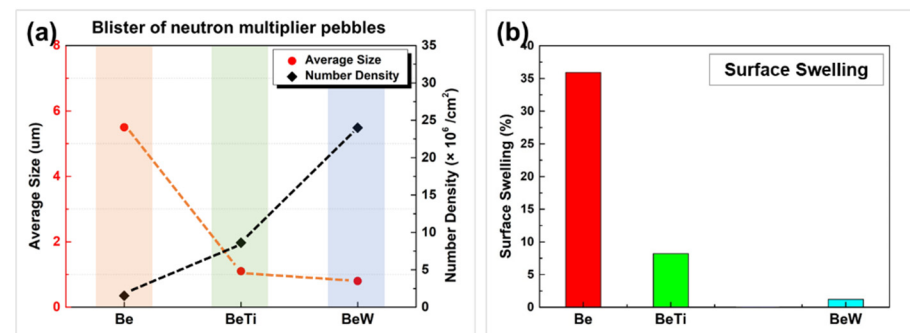 (a)
Blister of neutron multiplier pebbles
Average Size
Number Density
Average Size (um)
8
6
4
2
0
Number Density (× 10⁶ /cm²)
35
30
25
20
15
10
5
0
Be
BeTi
BeW
(b)
Surface Swelling
Surface Swelling (%)
40
35
30
25
20
15
10
5
0
Be
BeTi
BeW